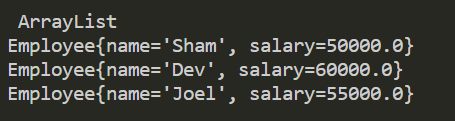 ArrayList
Employee{name='Sham', salary=50000.0}
Employee{name='Dev', salary=60000.0}
Employee{name='Joel', salary=55000.0}